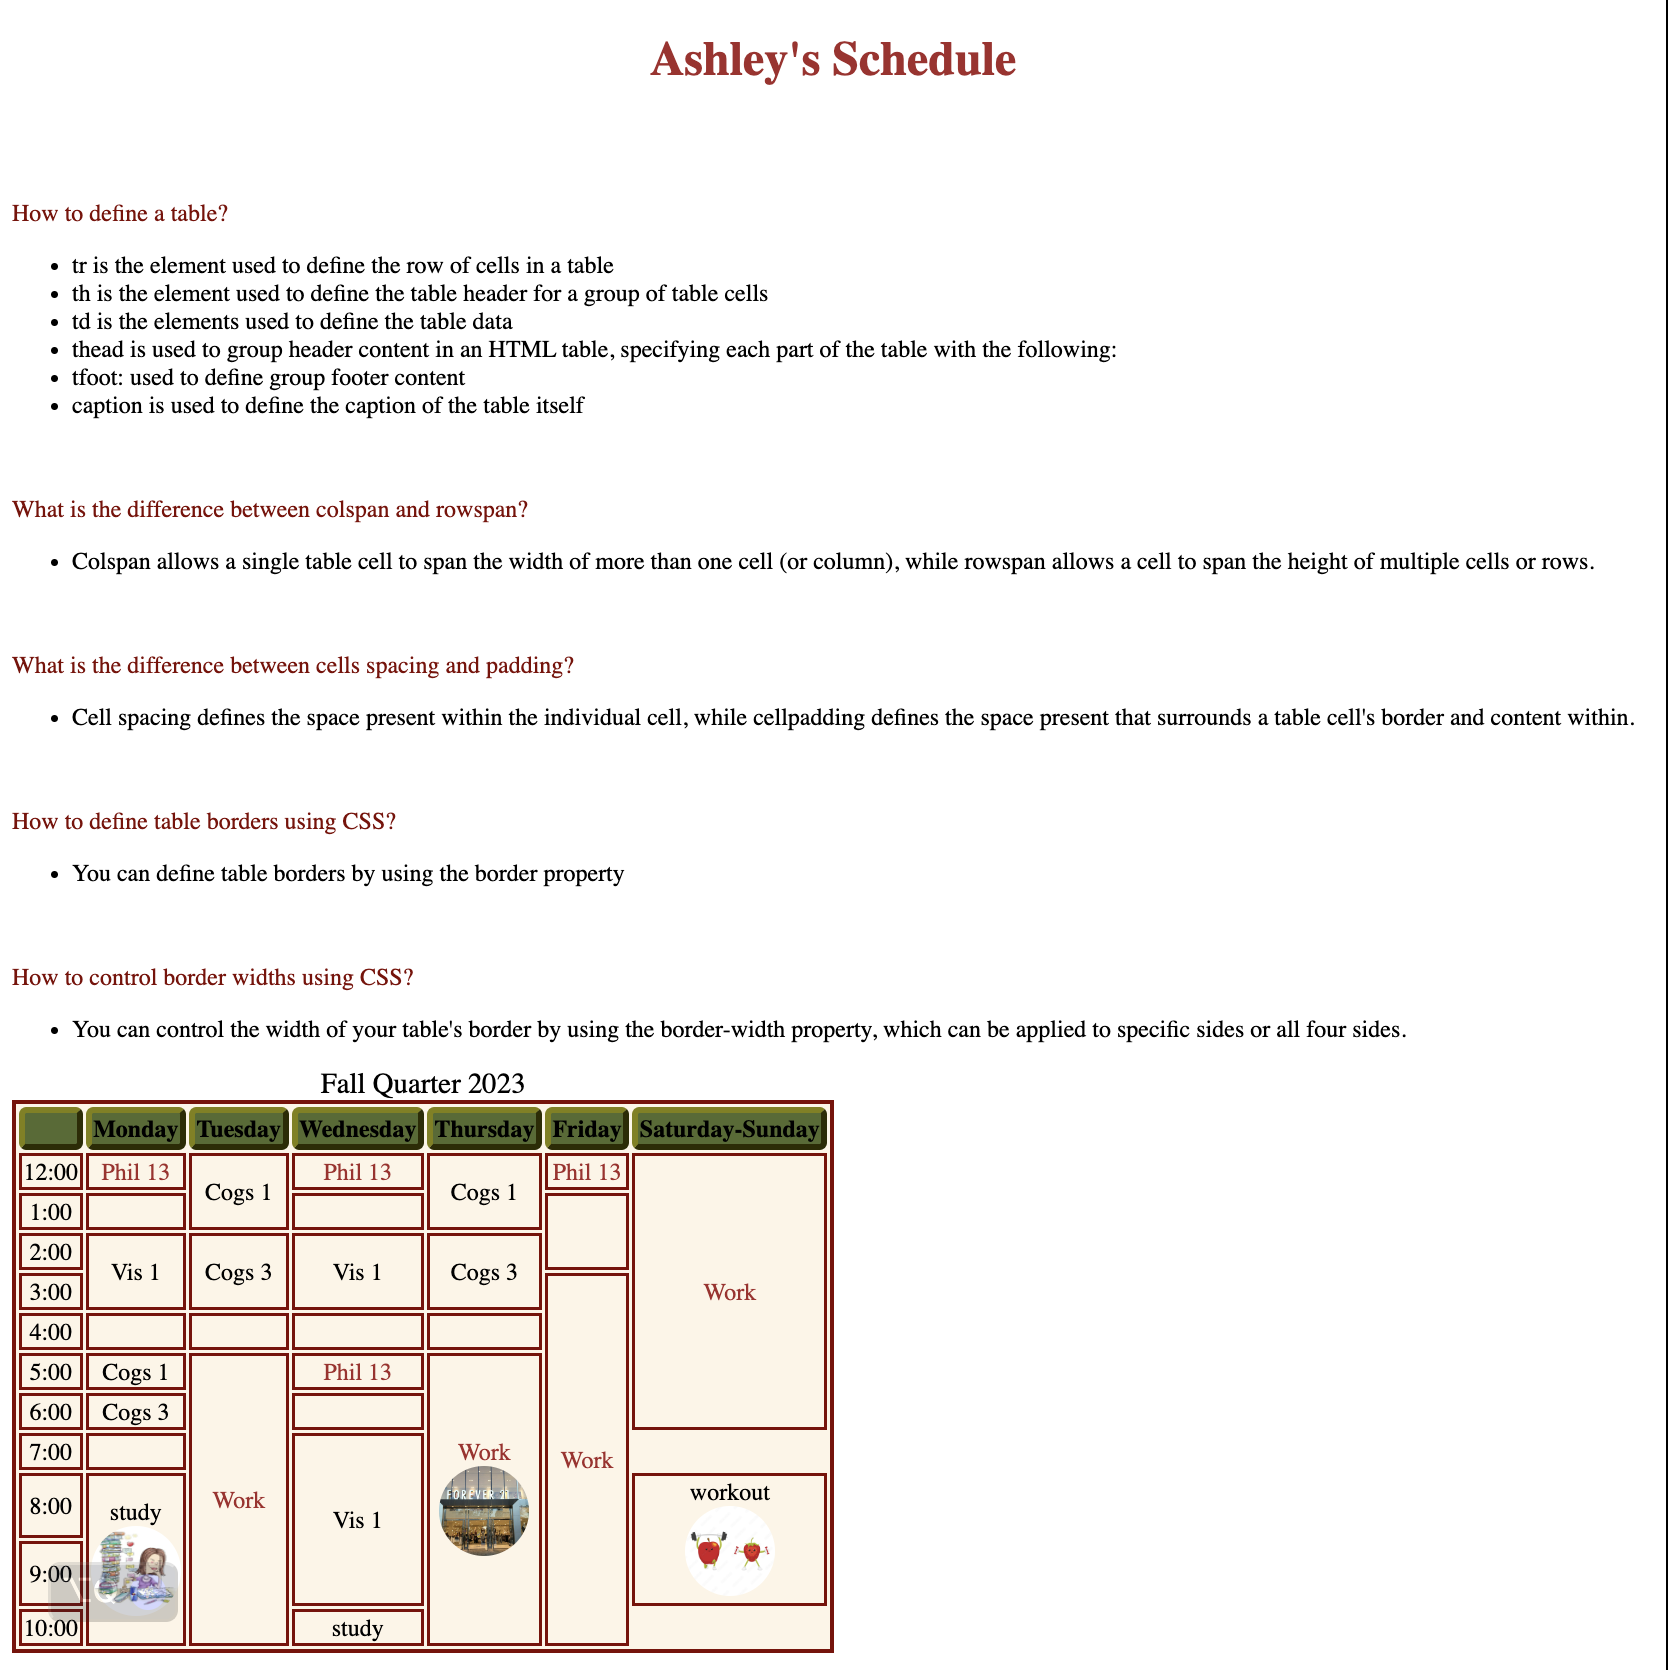 Ashley's Schedule
How to define a table?
• tr is the element used to define the row of cells in a table
• th is the element used to define the table header for a group of table cells
• td is the elements used to define the table data
• thead is used to group header content in an HTML table, specifying each part of the table with the following:
• tfoot: used to define group footer content
• caption is used to define the caption of the table itself
What is the difference between colspan and rowspan?
• Colspan allows a single table cell to span the width of more than one cell (or column), while rowspan allows a cell to span the height of multiple cells or rows.
What is the difference between cells spacing and padding?
• Cell spacing defines the space present within the individual cell, while cellpadding defines the space present that surrounds a table cell's border and content within.
How to define table borders using CSS?
• You can define table borders by using the border property
How to control border widths using CSS?
• You can control the width of your table's border by using the border-width property, which can be applied to specific sides or all four sides.
Fall Quarter 2023
Monday Tuesday Wednesday Thursday Friday Saturday-Sunday
12:00 Phil 13 Cogs 1 Phil 13 Cogs 1 Phil 13 Work
1:00
2:00 Vis 1 Cogs 3 Vis 1 Cogs 3
3:00 Work
4:00
5:00 Cogs 1 Work Phil 13 Work
6:00 Cogs 3
7:00 Vis 1
FOREVER 21
8:00 study workout
9:00
10:00 study